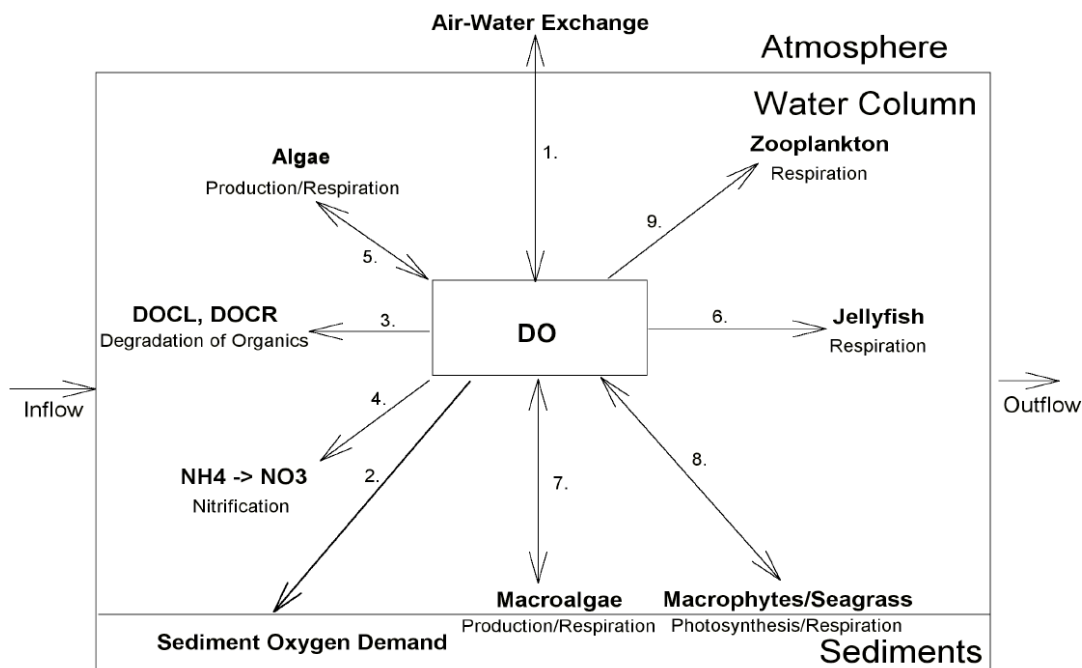 Air-Water Exchange
Atmosphere
Water Column
Algae
Production/Respiration
1.
Zooplankton
Respiration
5.
9.
DOCL, DOCR
Degradation of Organics
3.
DO
6.
Jellyfish
Respiration
Inflow
Outflow
4.
NH4 -> NO3
Nitrification
2.
7.
8.
Sediment Oxygen Demand
Macroalgae
Production/Respiration
Macrophytes/Seagrass
Photosynthesis/Respiration
Sediments